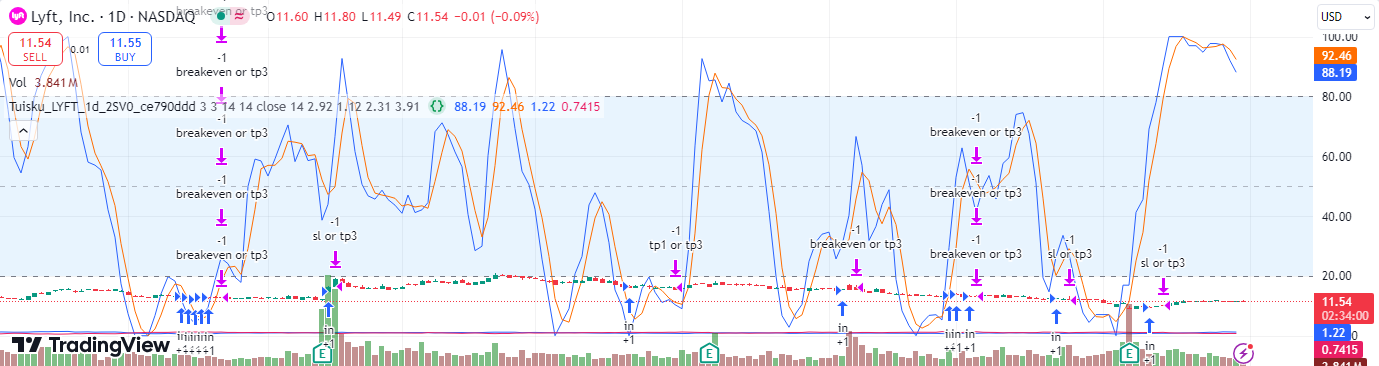 breakeven or tp3
Lyft, Inc. · 1D · NASDAQ O11.60 H11.80 L11.49 C11.54 −0.01 (−0.09%)
USD
11.54
SELL
0.01
11.55
BUY
Vol 3.841 M
Tuisku_LYFT_1d_2SV0_ce790ddd 3 3 14 14 close 14 2.92 1.12 2.31 3.91 88.19 92.46 1.22 0.7415
-1
breakeven or tp3
-1
breakeven or tp3
-1
breakeven or tp3
-1
breakeven or tp3
-1
sl or tp3
-1
tp1 or tp3
-1
breakeven or tp3
-1
breakeven or tp3
-1
breakeven or tp3
-1
breakeven or tp3
-1
sl or tp3
-1
sl or tp3
in
+1
in
+1
in
+1
in
+1
in
+1
E
E
E
100.00
92.46
88.19
80.00
60.00
40.00
20.00
11.54
02:34:00
1.22
0.7415
3.841 M
TradingView